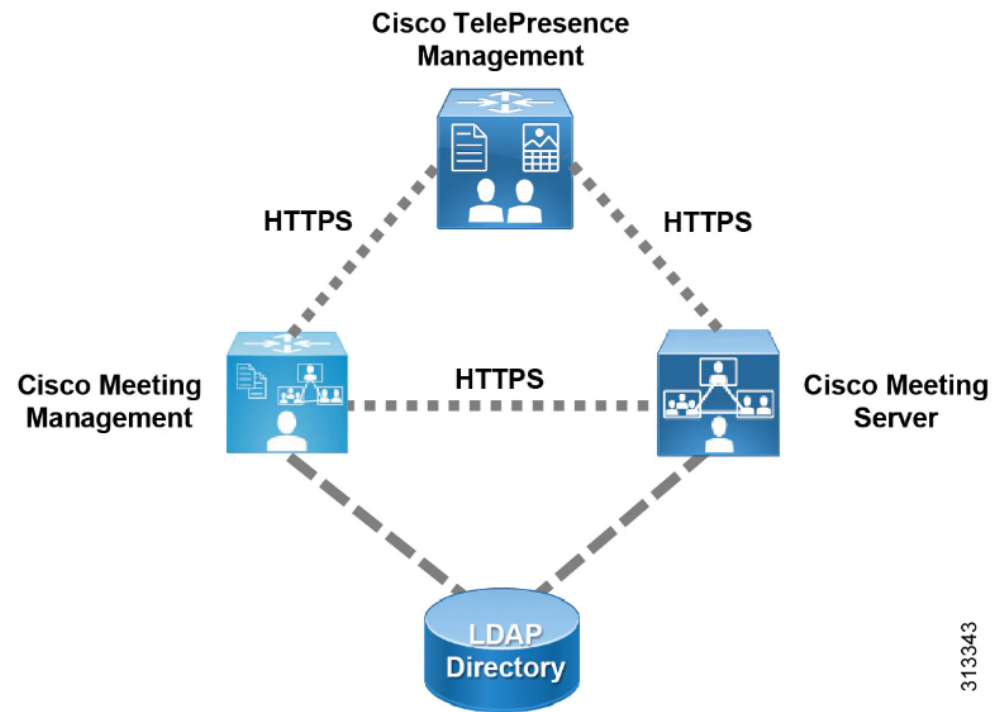 Cisco TelePresence
Management
HTTPS
HTTPS
Cisco Meeting
Management
HTTPS
Cisco Meeting
Server
LDAP
Directory
313343